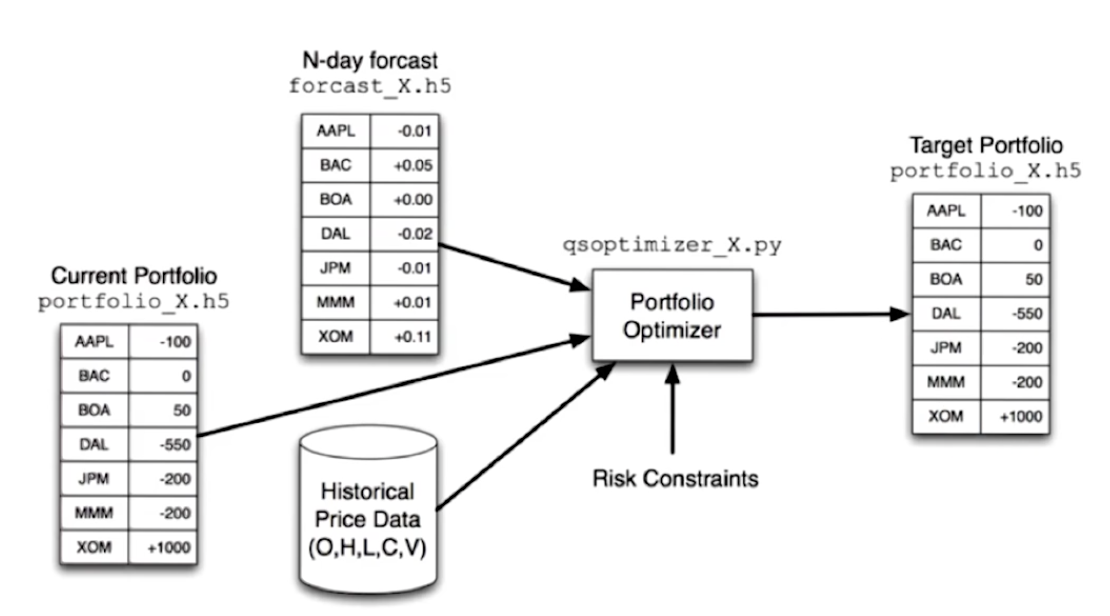 N-day forcast
forcast_X.h5
AAPL -0.01
BAC +0.05
BOA +0.00
DAL -0.02
JPM -0.01
MMM +0.01
XOM +0.11
Current Portfolio
portfolio_X.h5
AAPL -100
BAC 0
BOA 50
DAL -550
JPM -200
MMM -200
XOM +1000
Historical
Price Data
(O,H,L,C,V)
qsoptimizer_X.py
Portfolio
Optimizer
Risk Constraints
Target Portfolio
portfolio_X.h5
AAPL -100
BAC 0
BOA 50
DAL -550
JPM -200
MMM -200
XOM +1000